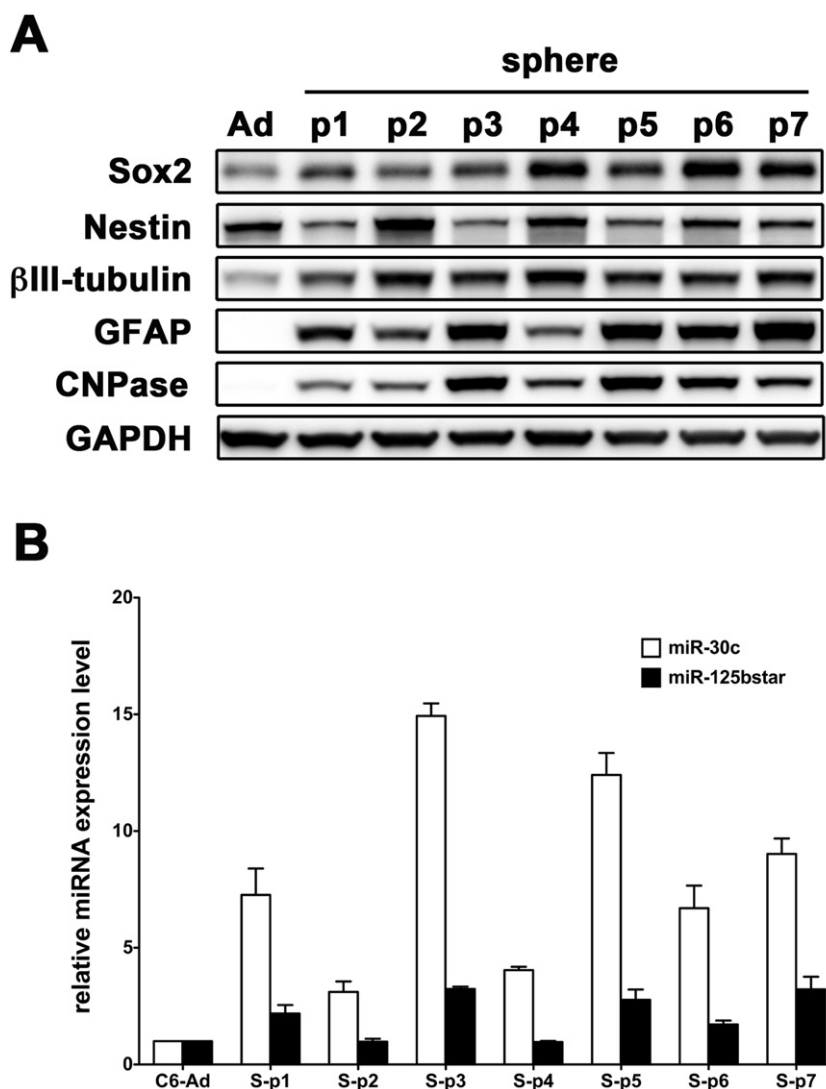 A
sphere
Ad p1 p2 p3 p4 p5 p6 p7
Sox2
Nestin
βIII-tubulin
GFAP
CNPase
GAPDH
B
relative miRNA expression level
20
15
10
5
0
miR-30c
miR-125bstar
C6-Ad S-p1 S-p2 S-p3 S-p4 S-p5 S-p6 S-p7